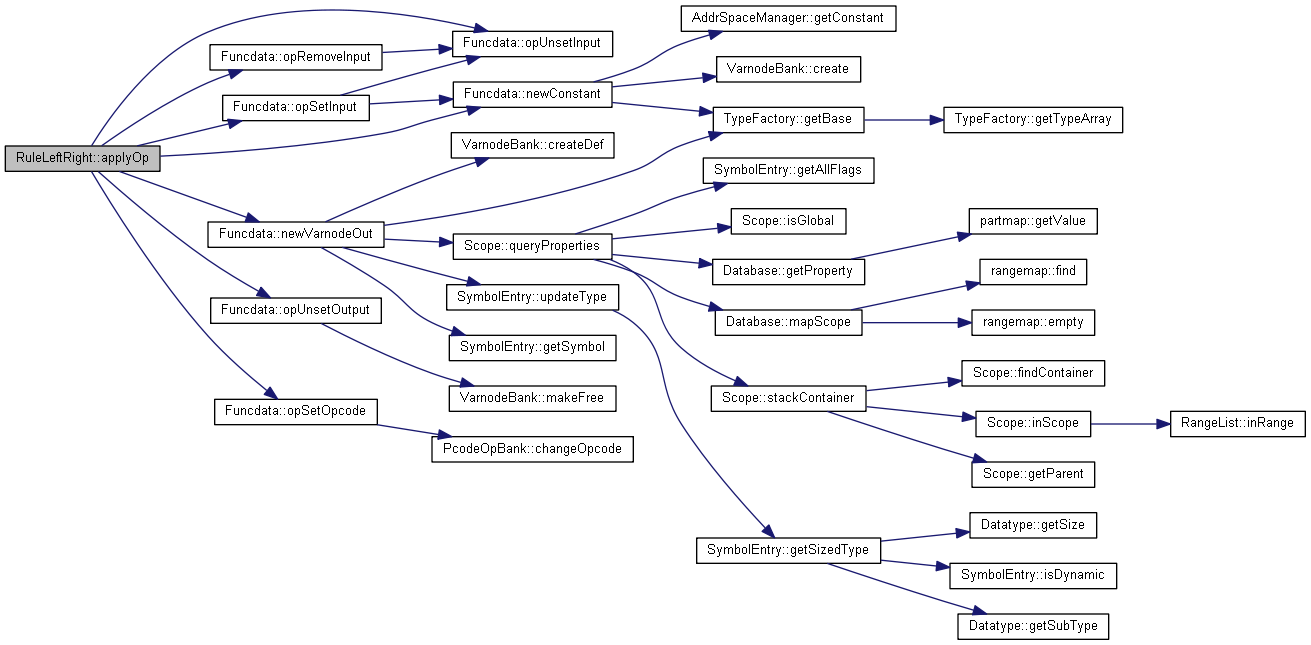 RuleLeftRight::applyOp
Funcdata::opUnsetInput
Funcdata::opRemoveInput
Funcdata::opSetInput
Funcdata::newConstant
AddrSpaceManager::getConstant
VarnodeBank::create
TypeFactory::getBase
TypeFactory::getTypeArray
Funcdata::newVarnodeOut
VarnodeBank::createDef
Scope::queryProperties
SymbolEntry::getAllFlags
Scope::isGlobal
Database::getProperty
partmap::getValue
Database::mapScope
rangemap::find
rangemap::empty
Scope::stackContainer
Scope::findContainer
Scope::inScope
RangeList::inRange
Scope::getParent
SymbolEntry::updateType
SymbolEntry::getSymbol
SymbolEntry::getSizedType
Datatype::getSize
SymbolEntry::isDynamic
Datatype::getSubType
Funcdata::opUnsetOutput
VarnodeBank::makeFree
Funcdata::opSetOpcode
PcodeOpBank::changeOpcode